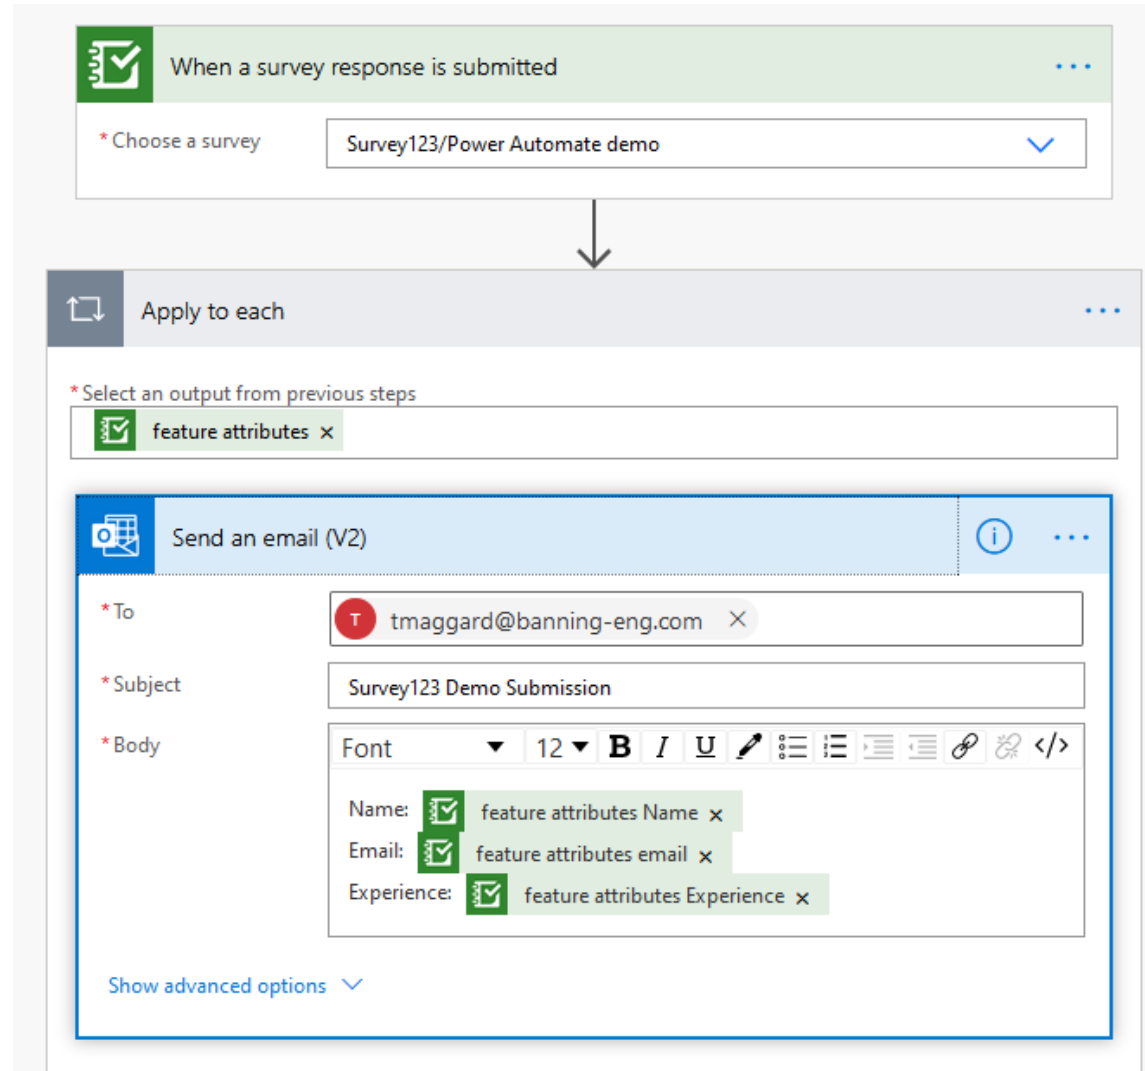 When a survey response is submitted
* Choose a survey
Survey123/Power Automate demo
Apply to each
* Select an output from previous steps
feature attributes ×
Send an email (V2)
* To
T tmaggard@banning-eng.com ×
* Subject
Survey123 Demo Submission
* Body
Font 12 B I U </>
Name: feature attributes Name ×
Email: feature attributes email ×
Experience: feature attributes Experience ×
Show advanced options